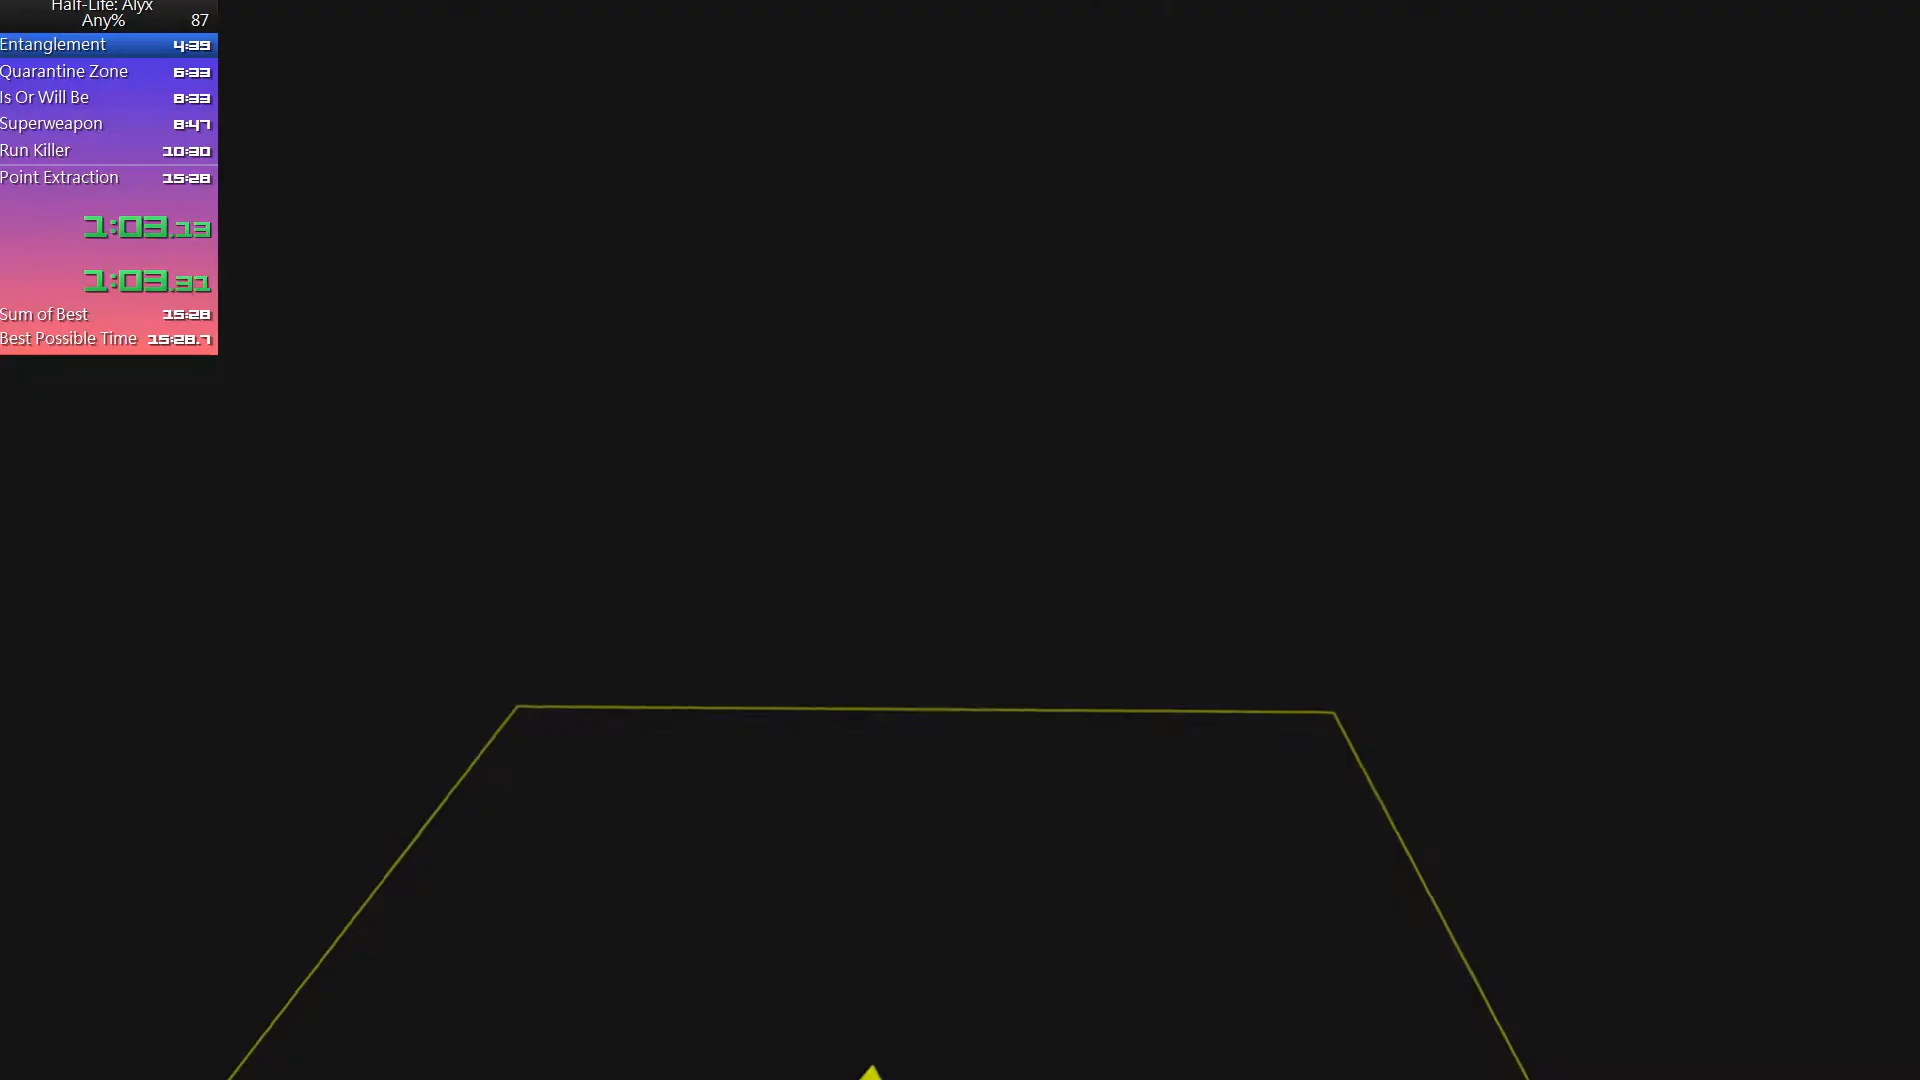 Half-Life: Alyx
Any% 87
Entanglement 4:39
Quarantine Zone 6:33
Is Or Will Be 8:33
Superweapon 8:47
Run Killer 10:30
Point Extraction 15:28
1:03.13
1:03.31
Sum of Best 15:28
Best Possible Time 15:28.7